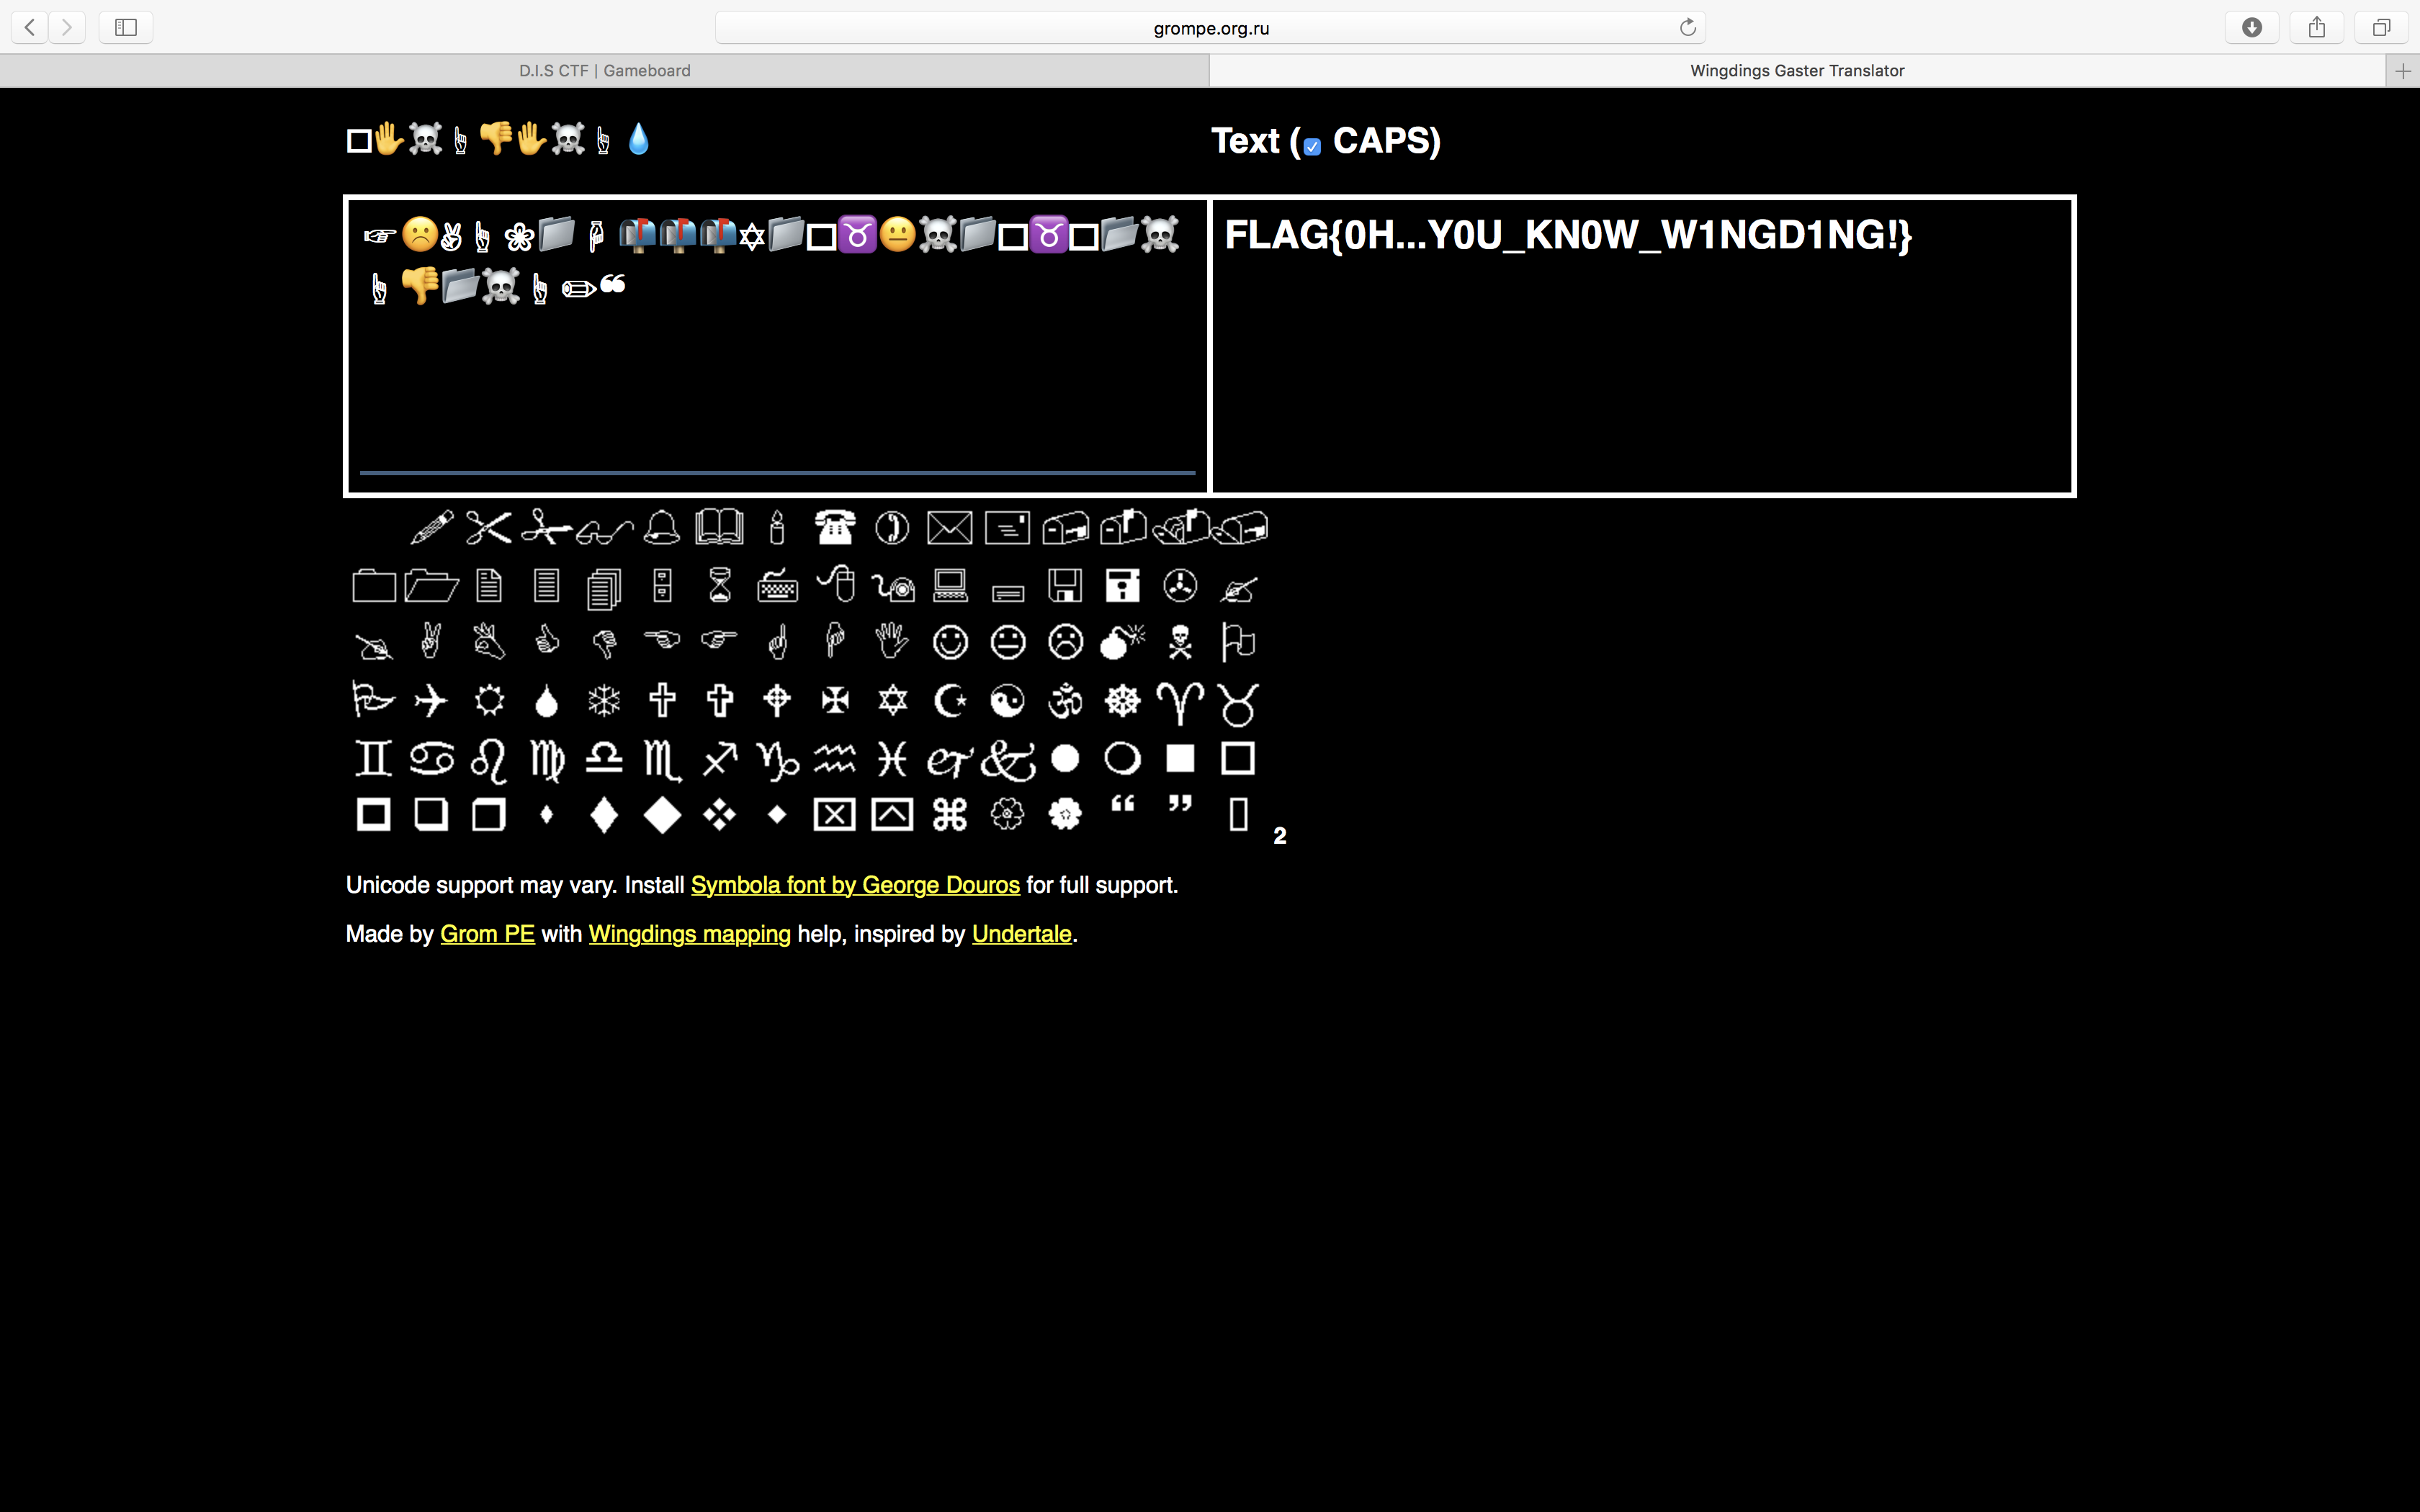 grompe.org.ru
D.I.S CTF | Gameboard
Wingdings Gaster Translator
◻✋☠☝👎✋☠☝💧
Text (☑ CAPS)
☞☹✌☝❀📁☟📬📬📬✡📁◻♉😐☠📁◻♉◻📂☠
☝👎📂☠☝✏❝
FLAG{0H...Y0U_KN0W_W1NGD1NG!}
2
Unicode support may vary. Install Symbola font by George Douros for full support.
Made by Grom PE with Wingdings mapping help, inspired by Undertale.